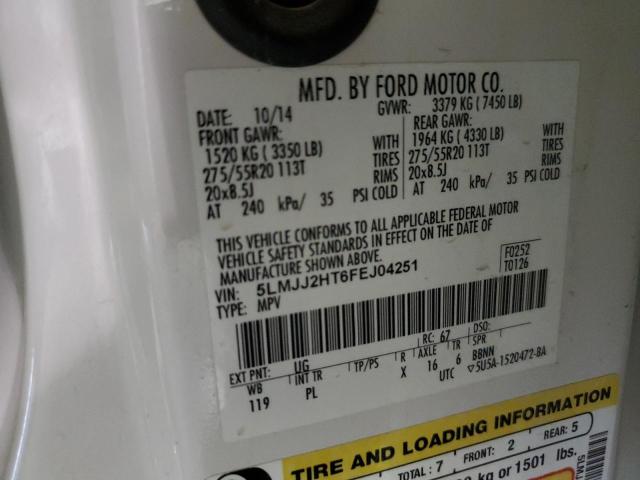 MFD. BY FORD MOTOR CO.
DATE: 10/14 GVWR: 3379 KG ( 7450 LB)
FRONT GAWR: REAR GAWR:
1520 KG ( 3350 LB) WITH 1964 KG ( 4330 LB) WITH
275/55R20 113T TIRES 275/55R20 113T TIRES
20x8.5J RIMS 20x8.5J RIMS
AT 240 kPa/ 35 PSI COLD AT 240 kPa/ 35 PSI COLD
THIS VEHICLE CONFORMS TO ALL APPLICABLE FEDERAL MOTOR
VEHICLE SAFETY STANDARDS IN EFFECT ON THE DATE OF
MANUFACTURE SHOWN ABOVE.
VIN: 5LMJJ2HT6FEJ04251 F0252
TYPE: MPV T0126
EXT PNT: UG RC: 67 DSO:
WB INT TR TP/PS R AXLE TR SPR
119 PL X 16 6 BBNN
UTC ▽5U5A-1520472-BA
TIRE AND LOADING INFORMATION
TOTAL: 7 FRONT: 2 REAR: 5
kg or 1501 lbs.